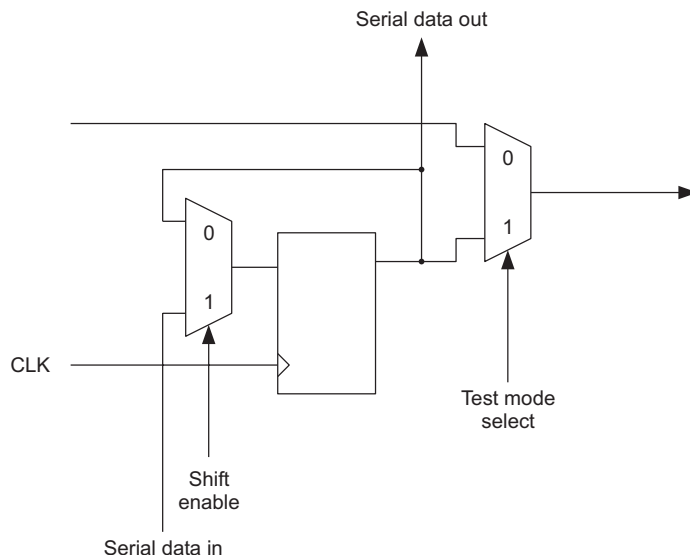 Serial data out
0
1
0
1
CLK
Test mode
select
Shift
enable
Serial data in